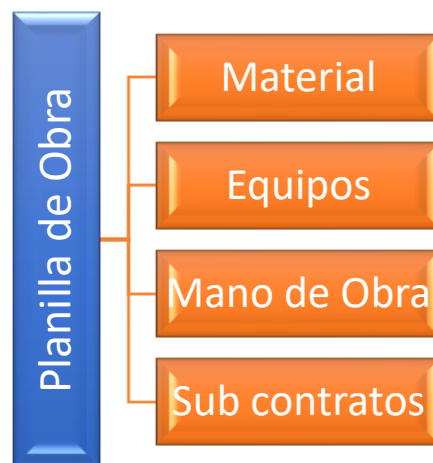 Planilla de Obra
Material
Equipos
Mano de Obra
Sub contratos